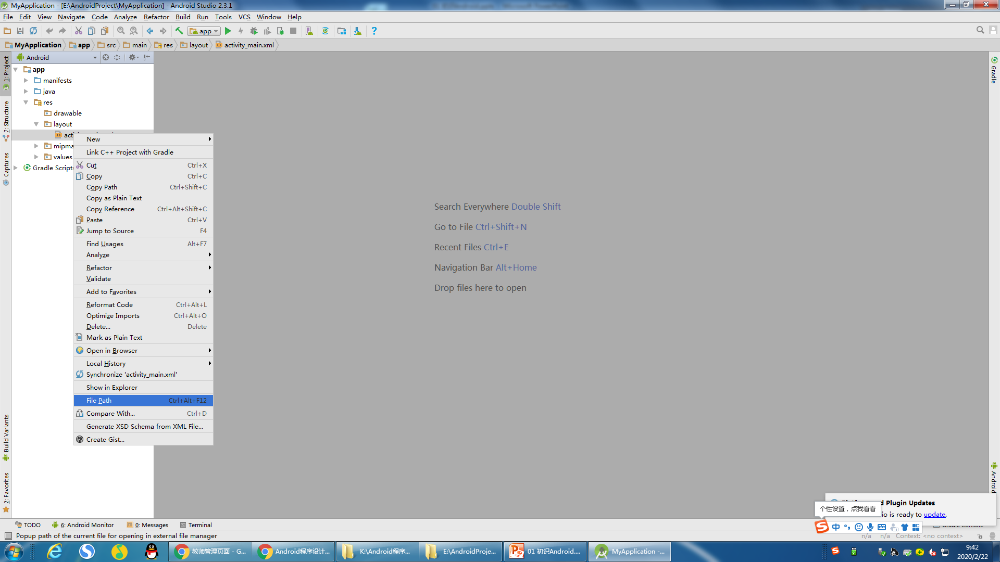 MyApplication - [E:\AndroidProject\MyApplication] - Android Studio 2.3.1
File Edit View Navigate Code Analyze Refactor Build Run Tools VCS Window Help
app
MyApplication app src main res layout activity_main.xml
Android
1: Project
7: Structure
Captures
Build Variants
2: Favorites
app
manifests
java
res
drawable
layout
acti
mipma
values
Gradle Scripts
New
Link C++ Project with Gradle
Cut Ctrl+X
Copy Ctrl+C
Copy Path Ctrl+Shift+C
Copy as Plain Text
Copy Reference Ctrl+Alt+Shift+C
Paste Ctrl+V
Jump to Source F4
Find Usages Alt+F7
Analyze
Refactor
Validate
Add to Favorites
Reformat Code Ctrl+Alt+L
Optimize Imports Ctrl+Alt+O
Delete... Delete
Mark as Plain Text
Open in Browser
Local History
Synchronize 'activity_main.xml'
Show in Explorer
File Path Ctrl+Alt+F12
Compare With... Ctrl+D
Generate XSD Schema from XML File...
Create Gist...
Search Everywhere Double Shift
Go to File Ctrl+Shift+N
Recent Files Ctrl+E
Navigation Bar Alt+Home
Drop files here to open
Gradle
Android
d Plugin Updates
io is ready to update.
个性设置，点我看看
中
TODO 6: Android Monitor 0: Messages Terminal
Gradle Console
Popup path of the current file for opening in external file manager
n/a n/a Context: <no context>
教师管理页面 - G...
Android程序设计...
K:\Android程序...
E:\AndroidProje...
01 初识Android....
MyApplication -...
9:42
2020/2/22